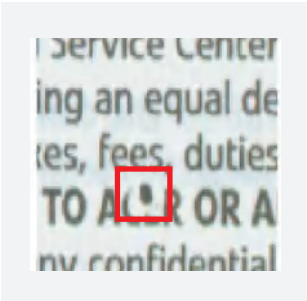 Service Center
ing an equal de
xes, fees, duties
TO OR A
ny confidential